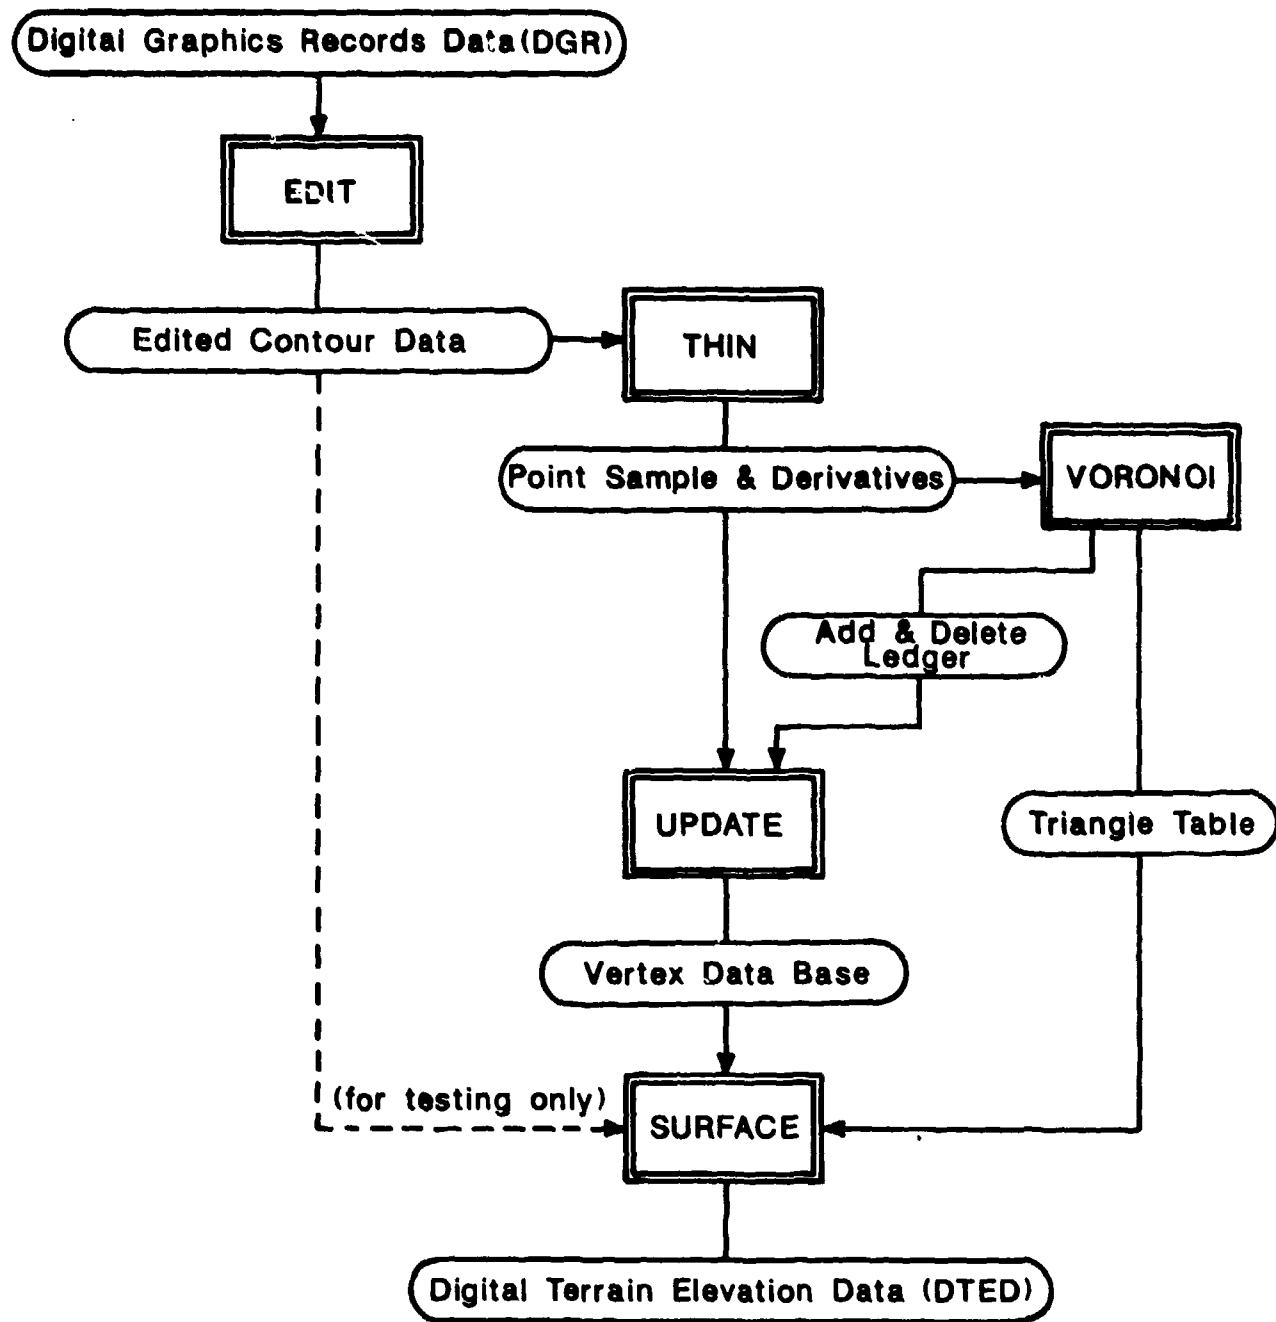 Digital Graphics Records Data(DGR)
EDIT
Edited Contour Data
THIN
Point Sample & Derivatives
VORONOI
Add & Delete
Ledger
UPDATE
Triangle Table
Vertex Data Base
(for testing only)
SURFACE
Digital Terrain Elevation Data (DTED)